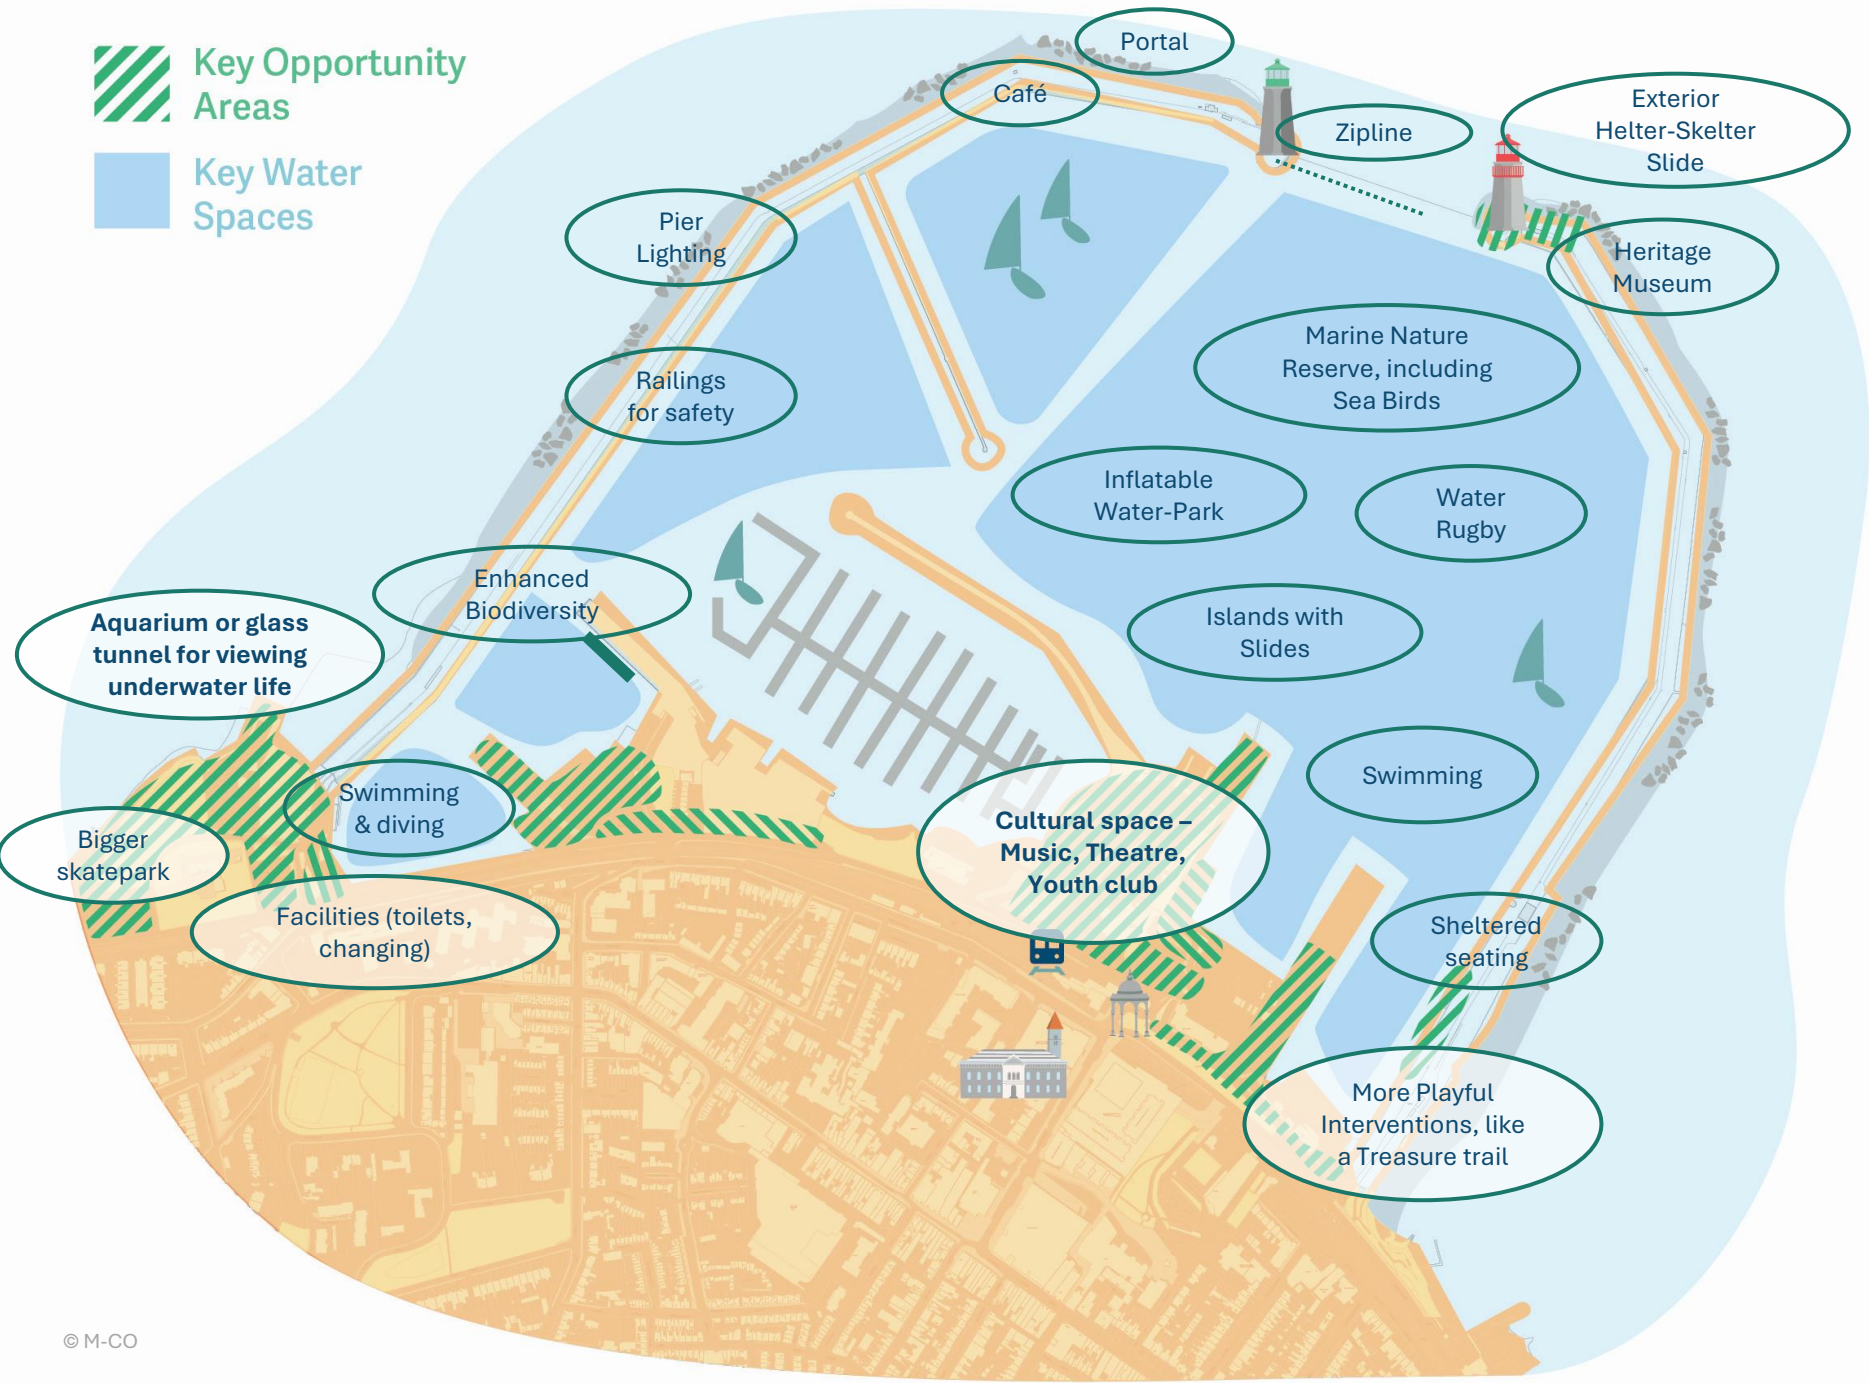 Key Opportunity
Areas
Key Water
Spaces
Portal
Café
Zipline
Exterior
Helter-Skelter
Slide
Pier
Lighting
Heritage
Museum
Marine Nature
Reserve, including
Sea Birds
Railings
for safety
Inflatable
Water-Park
Water
Rugby
Enhanced
Biodiversity
Islands with
Slides
Aquarium or glass
tunnel for viewing
underwater life
Swimming
Swimming
& diving
Bigger
skatepark
Cultural space –
Music, Theatre,
Youth club
Facilities (toilets,
changing)
Sheltered
seating
More Playful
Interventions, like
a Treasure trail
© M-CO